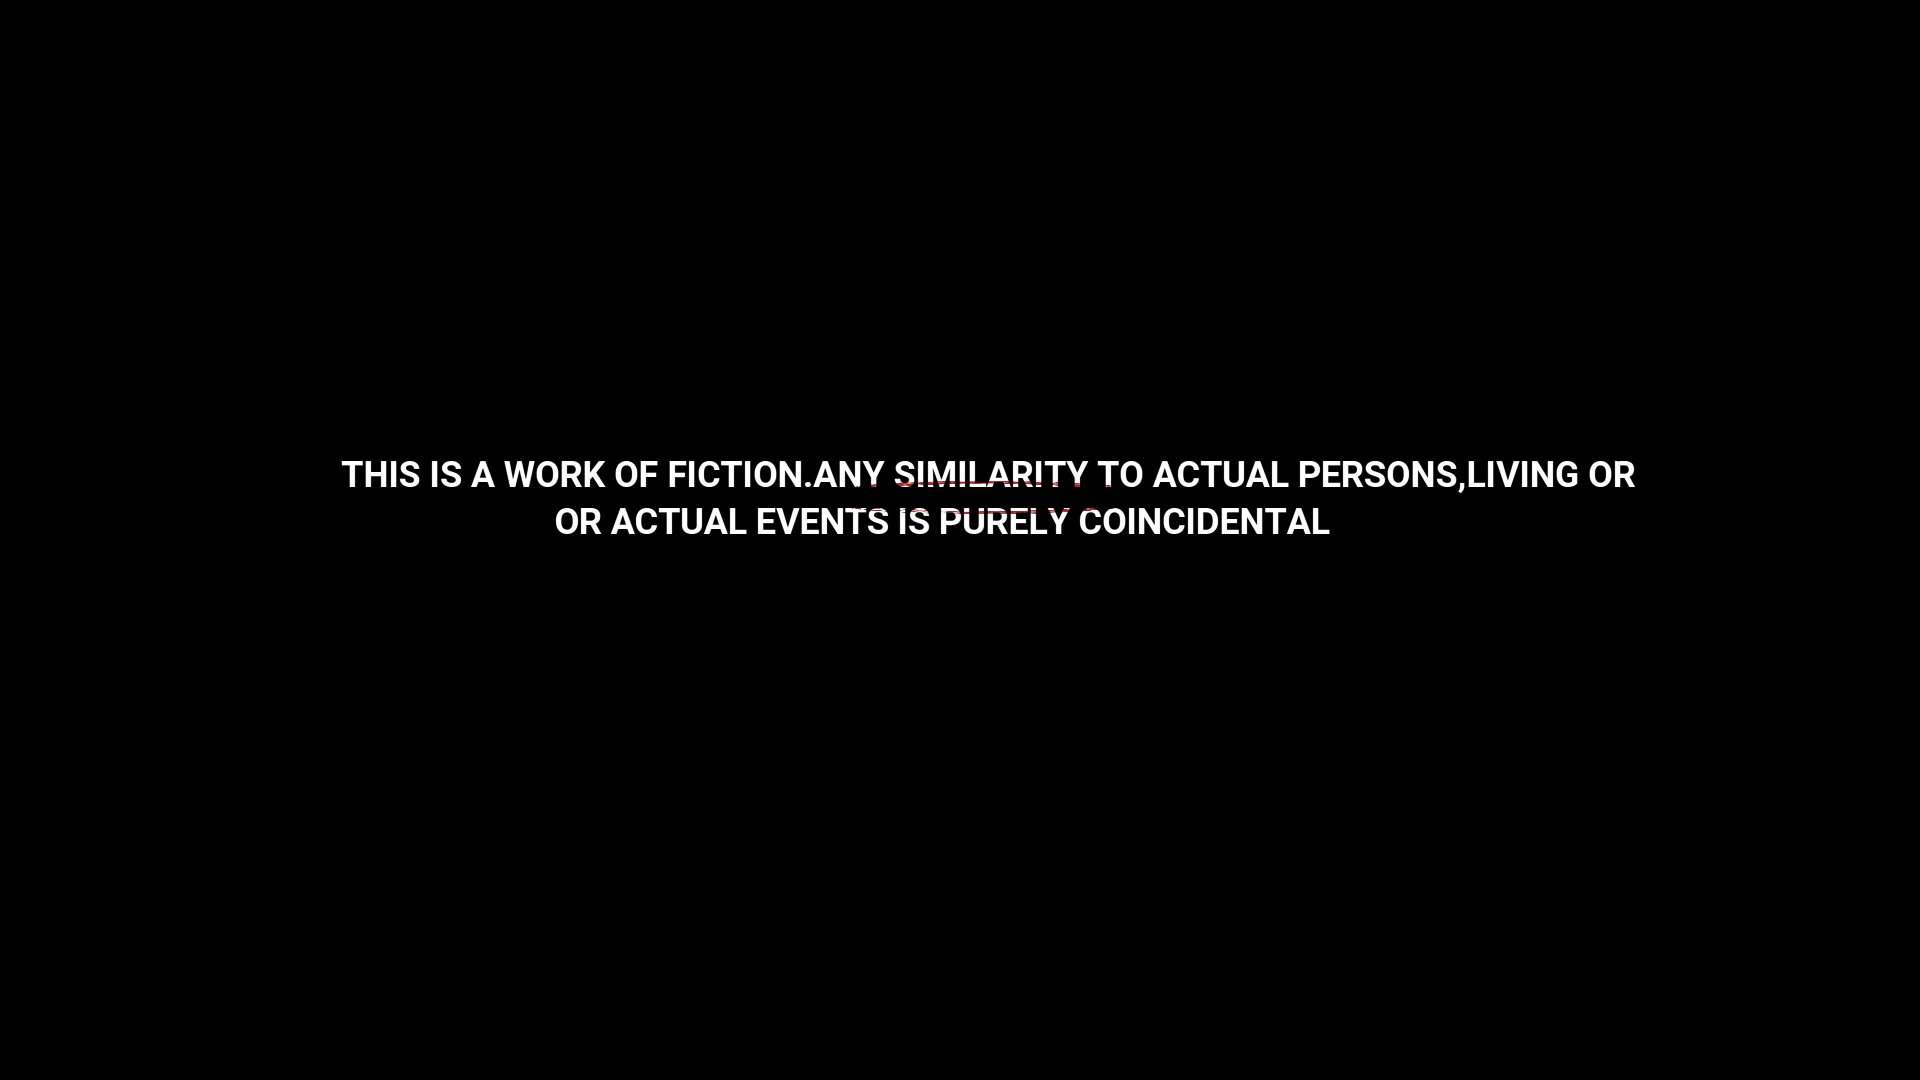 THIS IS A WORK OF FICTION.ANY SIMILARITY TO ACTUAL PERSONS,LIVING OR
OR ACTUAL EVENTS IS PURELY COINCIDENTAL